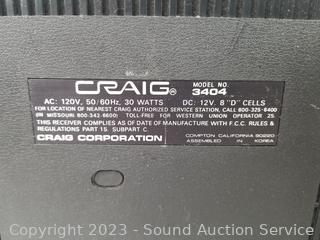 CRAIG® MODEL NO. 3404
AC: 120V, 50/60Hz, 30 WATTS DC: 12V. 8 "D" CELLS
FOR LOCATION OF NEAREST CRAIG AUTHORIZED SERVICE STATION, CALL 800-325-6400
(IN MISSOURI 800-342-6600) TOLL-FREE FOR WESTERN UNION OPERATOR 25.
THIS RECEIVER COMPLIES AS OF DATE OF MANUFACTURE WITH F.C.C. RULES &
REGULATIONS PART 15. SUBPART C.
CRAIG CORPORATION COMPTON CALIFORNIA 90220
ASSEMBLED IN KOREA
Copyright 2023 - Sound Auction Service